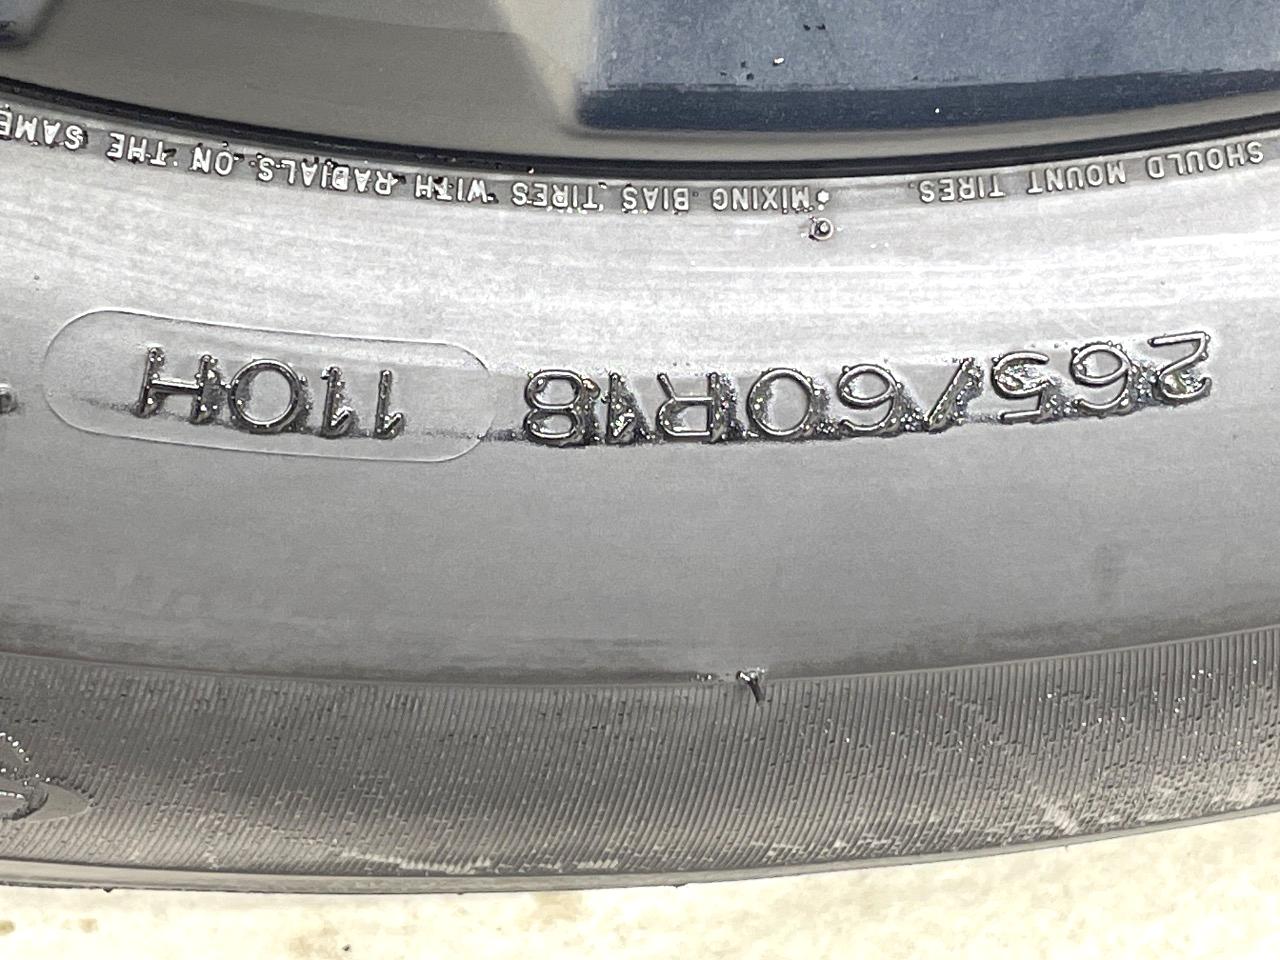 SHOULD MOUNT TIRES. •MIXING BIAS TIRES WITH RADIALS ON THE SAME
265/60R18 110H